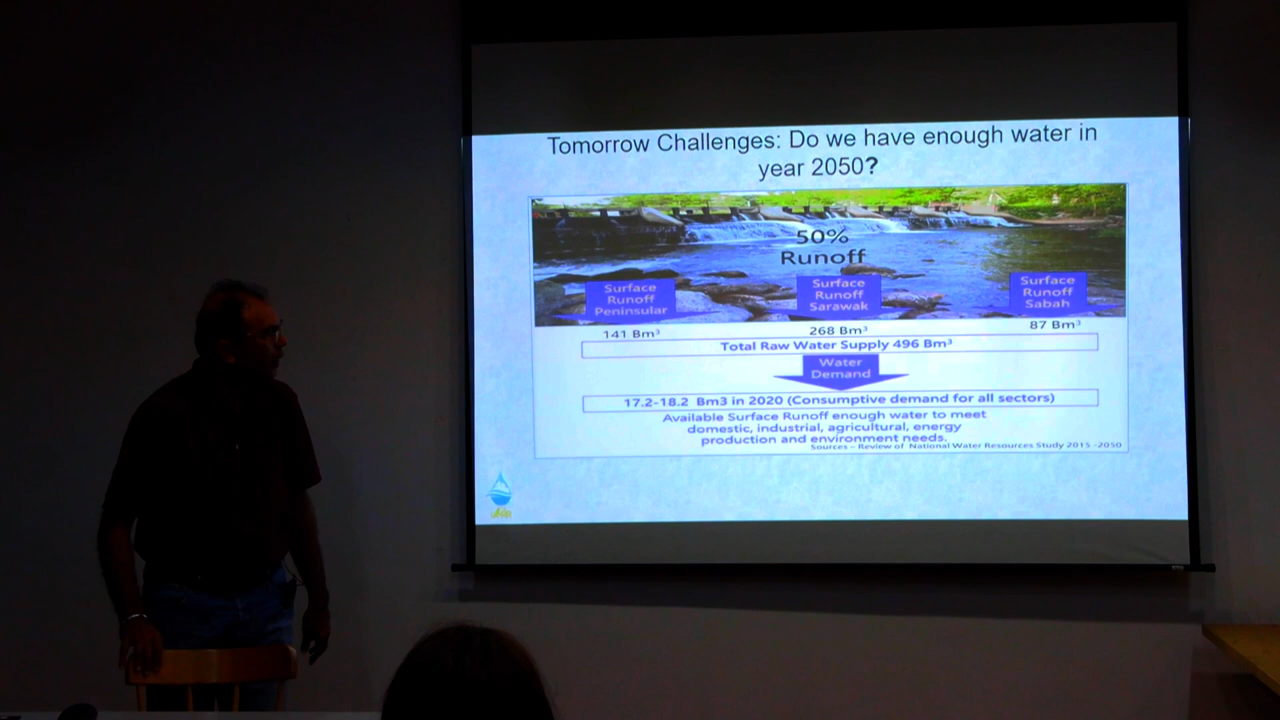 Tomorrow Challenges: Do we have enough water in
year 2050?
50%
Runoff
Surface
Runoff
Peninsular
Surface
Runoff
Sarawak
Surface
Runoff
Sabah
141 Bm³
268 Bm³
87 Bm³
Total Raw Water Supply 496 Bm³
Water
Demand
17.2-18.2 Bm3 in 2020 (Consumptive demand for all sectors)
Available Surface Runoff enough water to meet
domestic, industrial, agricultural, energy
production and environment needs.
Sources – Review of National Water Resources Study 2015 -2050